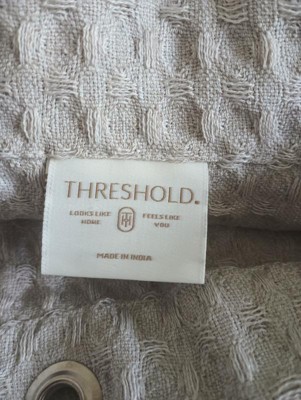 THRESHOLD.
LOOKS LIKE FEELS LIKE
HOME YOU
MADE IN INDIA